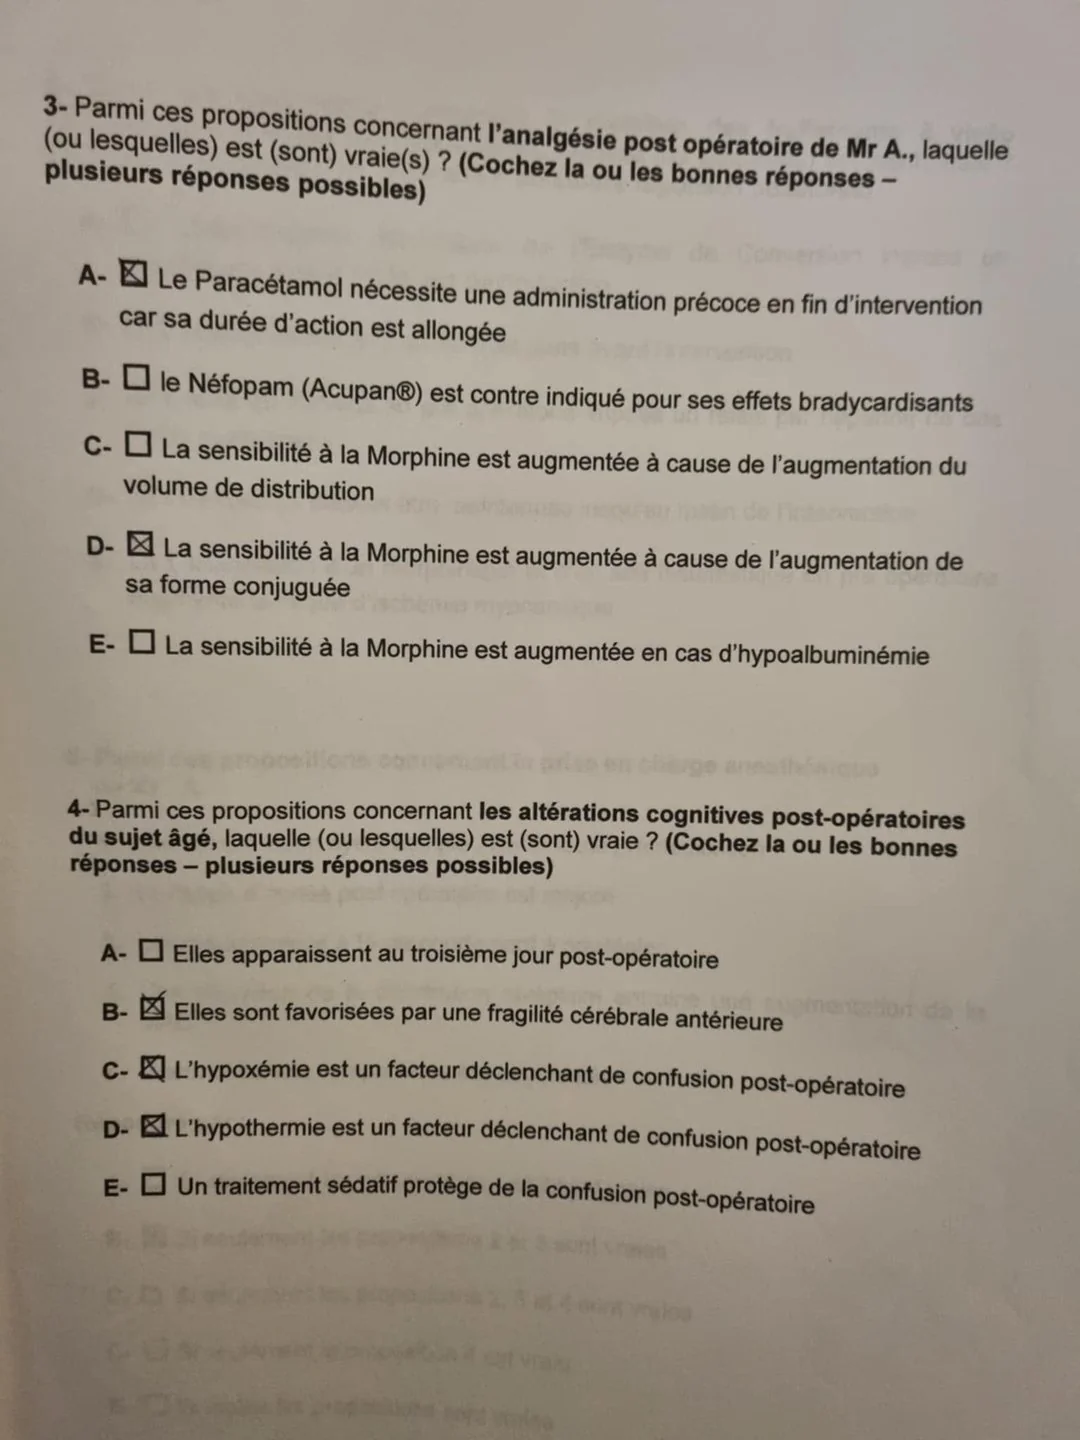 3- Parmi ces propositions concernant l'analgésie post opératoire de Mr A., laquelle
(ou lesquelles) est (sont) vraie(s) ? (Cochez la ou les bonnes réponses –
plusieurs réponses possibles)
A- ☒ Le Paracétamol nécessite une administration précoce en fin d'intervention
car sa durée d'action est allongée
B- ☐ le Néfopam (Acupan®) est contre indiqué pour ses effets bradycardisants
C- ☐ La sensibilité à la Morphine est augmentée à cause de l'augmentation du
volume de distribution
D- ☒ La sensibilité à la Morphine est augmentée à cause de l'augmentation de
sa forme conjuguée
E- ☐ La sensibilité à la Morphine est augmentée en cas d'hypoalbuminémie
4- Parmi ces propositions concernant les altérations cognitives post-opératoires
du sujet âgé, laquelle (ou lesquelles) est (sont) vraie ? (Cochez la ou les bonnes
réponses – plusieurs réponses possibles)
A- ☐ Elles apparaissent au troisième jour post-opératoire
B- ☒ Elles sont favorisées par une fragilité cérébrale antérieure
C- ☒ L'hypoxémie est un facteur déclenchant de confusion post-opératoire
D- ☒ L'hypothermie est un facteur déclenchant de confusion post-opératoire
E- ☐ Un traitement sédatif protège de la confusion post-opératoire